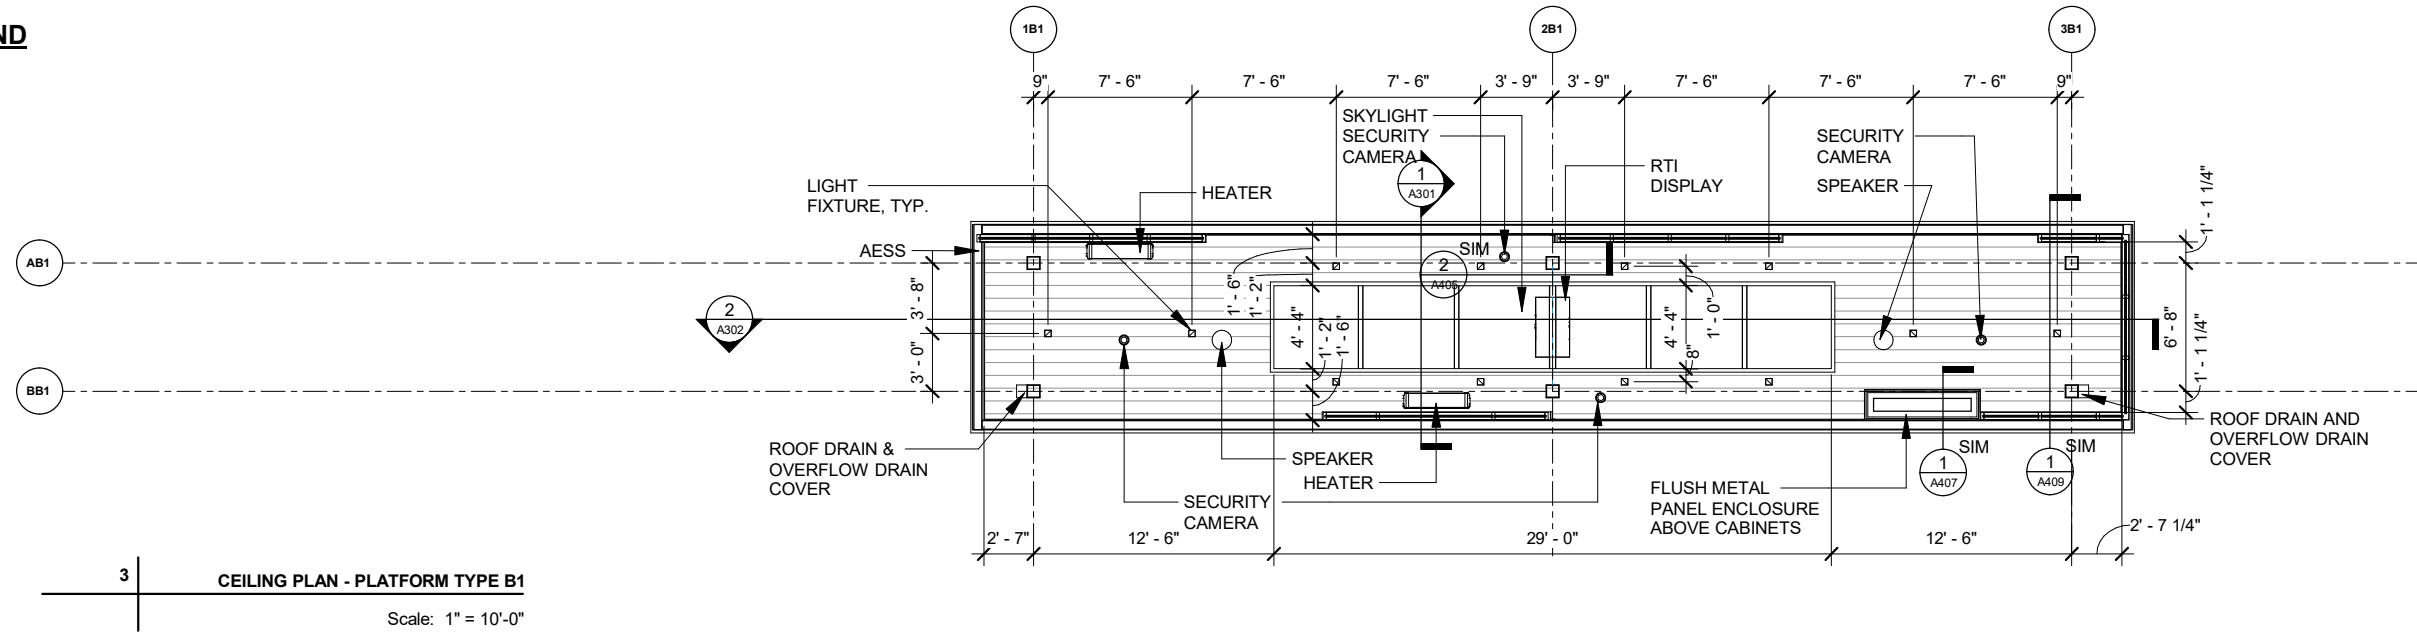 ND
1B1
2B1
3B1
9"
7' - 6"
7' - 6"
7' - 6"
3' - 9"
3' - 9"
7' - 6"
7' - 6"
7' - 6"
9"
SKYLIGHT
SECURITY
CAMERA
1
A301
RTI
DISPLAY
SECURITY
CAMERA
SPEAKER
LIGHT
FIXTURE, TYP.
HEATER
1' - 1 1/4"
AESS
SIM
2
A405
AB1
3' - 8"
1' - 6"
1' - 2"
4' - 4"
1' - 2"
1' - 6"
4' - 4"
1' - 0"
8"
6' - 8"
2
A302
3' - 0"
1' - 1 1/4"
BB1
ROOF DRAIN &
OVERFLOW DRAIN
COVER
SPEAKER
HEATER
SECURITY
CAMERA
FLUSH METAL
PANEL ENCLOSURE
ABOVE CABINETS
SIM
1
A407
SIM
1
A409
ROOF DRAIN AND
OVERFLOW DRAIN
COVER
2' - 7"
12' - 6"
29' - 0"
12' - 6"
2' - 7 1/4"
3
CEILING PLAN - PLATFORM TYPE B1
Scale: 1" = 10'-0"